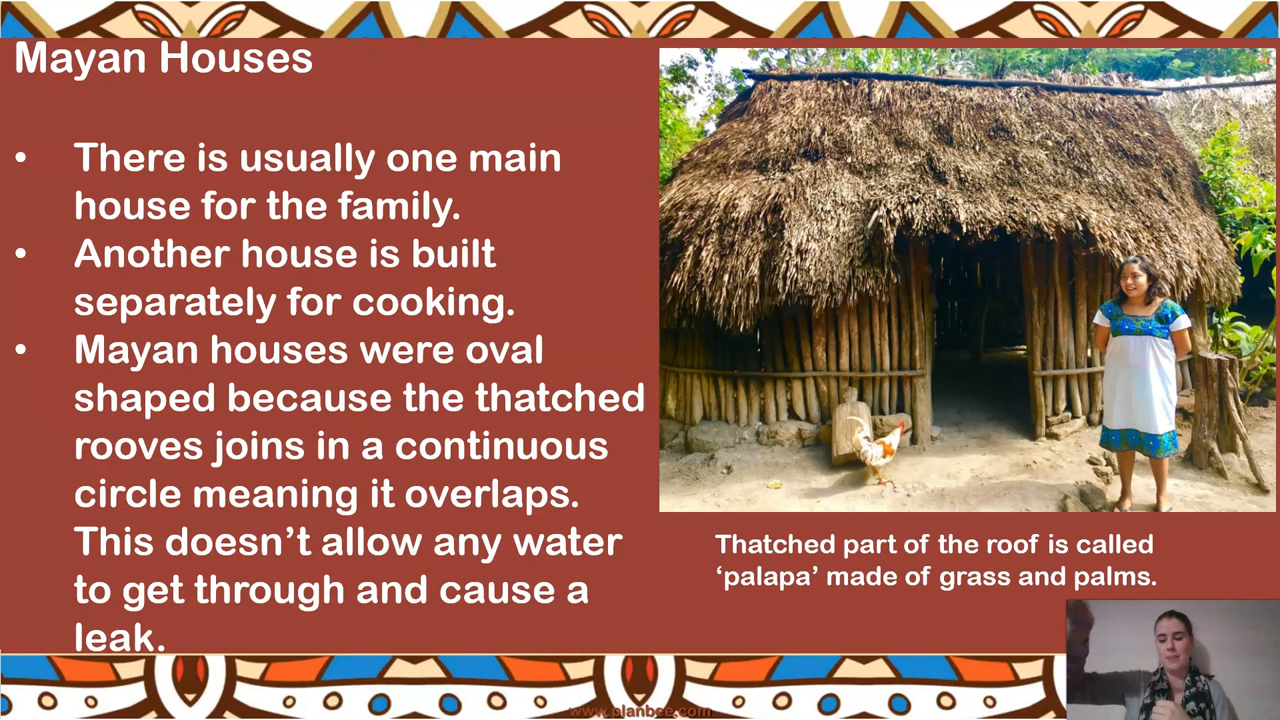 Mayan Houses
• There is usually one main
house for the family.
• Another house is built
separately for cooking.
• Mayan houses were oval
shaped because the thatched
rooves joins in a continuous
circle meaning it overlaps.
This doesn’t allow any water
to get through and cause a
leak.
Thatched part of the roof is called
‘palapa’ made of grass and palms.
www.planbee.com